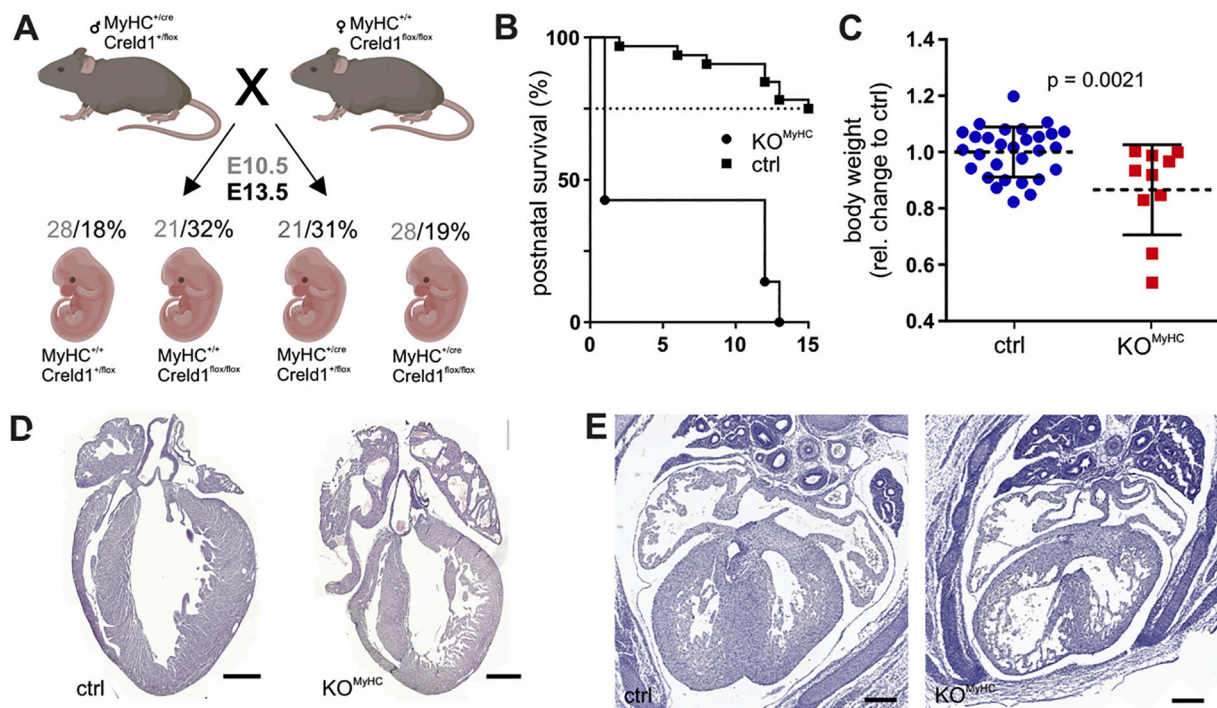 A
♂ MyHC+/cre
Creld1+/flox
♀ MyHC+/+
Creld1flox/flox
X
E10.5
E13.5
28/18%
21/32%
21/31%
28/19%
MyHC+/+
Creld1+/flox
MyHC+/+
Creld1flox/flox
MyHC+/cre
Creld1+/flox
MyHC+/cre
Creld1flox/flox
B
postnatal survival (%)
100
50
0
0
5
10
15
KOMyHC
ctrl
C
body weight
(rel. change to ctrl)
1.4
1.2
1.0
0.8
0.6
0.4
p = 0.0021
ctrl
KOMyHC
D
ctrl
KOMyHC
E
ctrl
KOMyHC